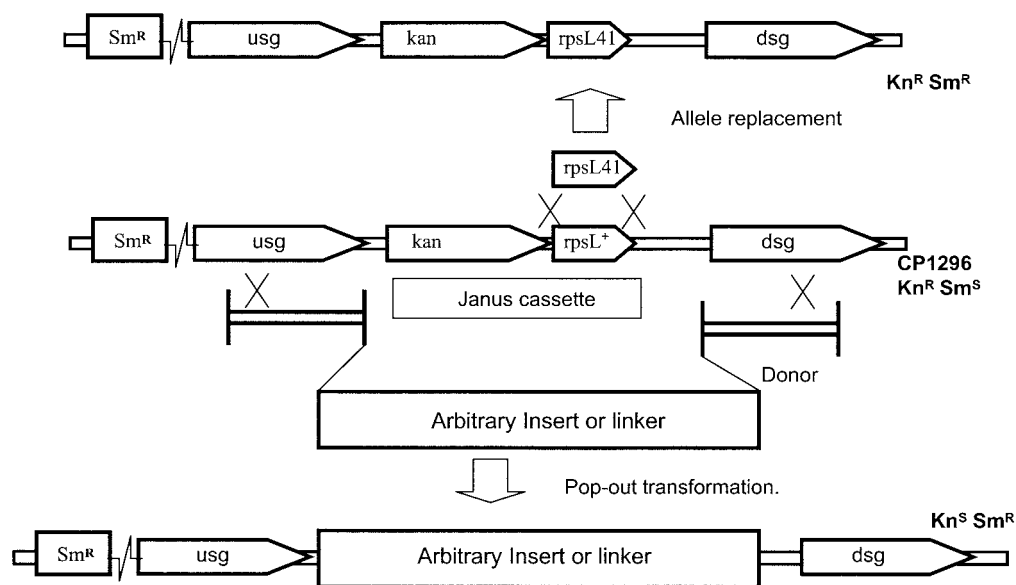 Smᴿ usg kan rpsL41 dsg
Knᴿ Smᴿ
Allele replacement
rpsL41
Smᴿ usg kan rpsL⁺ dsg
CP1296
Knᴿ Smˢ
Janus cassette
Donor
Arbitrary Insert or linker
Pop-out transformation.
Knˢ Smᴿ
Smᴿ usg Arbitrary Insert or linker dsg